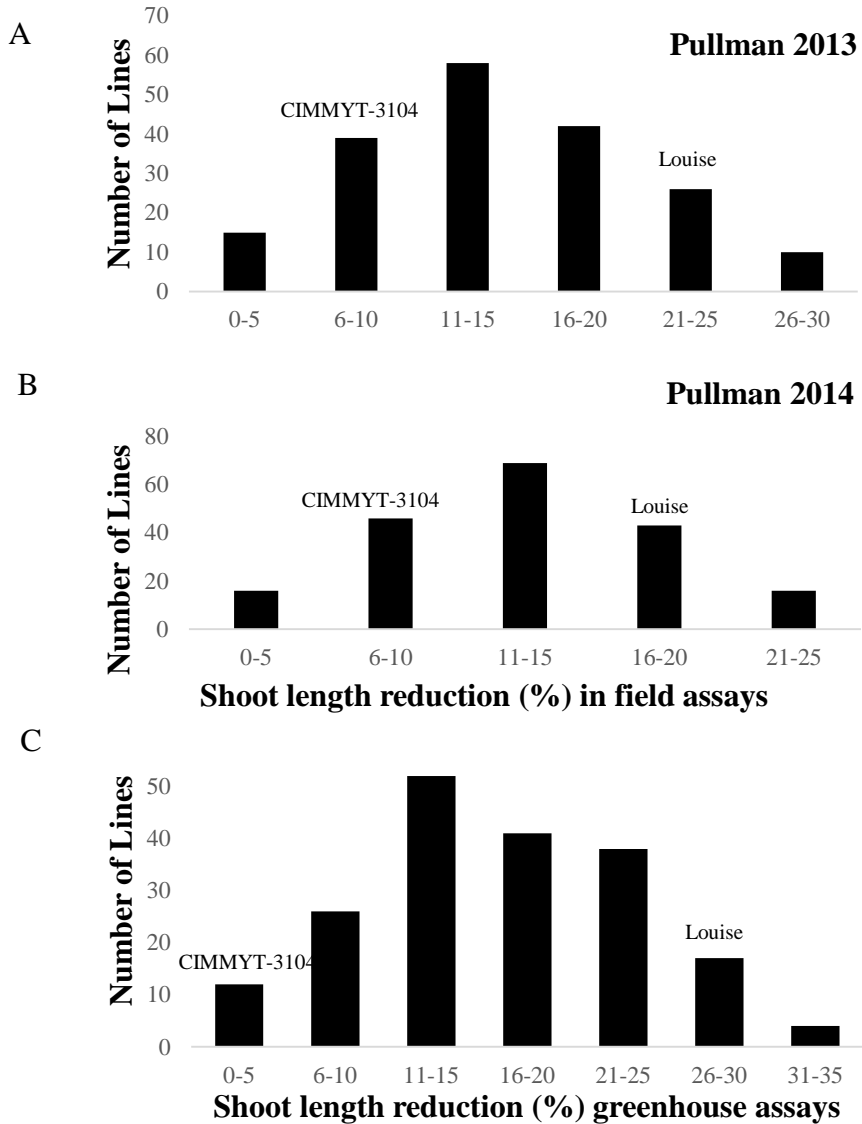 A
Pullman 2013
Number of Lines
70
60
50
40
30
20
10
0
CIMMYT-3104
Louise
0-5 6-10 11-15 16-20 21-25 26-30
B
Pullman 2014
Number of Lines
80
60
40
20
0
CIMMYT-3104
Louise
0-5 6-10 11-15 16-20 21-25
Shoot length reduction (%) in field assays
C
Number of Lines
50
40
30
20
10
0
CIMMYT-3104
Louise
0-5 6-10 11-15 16-20 21-25 26-30 31-35
Shoot length reduction (%) greenhouse assays